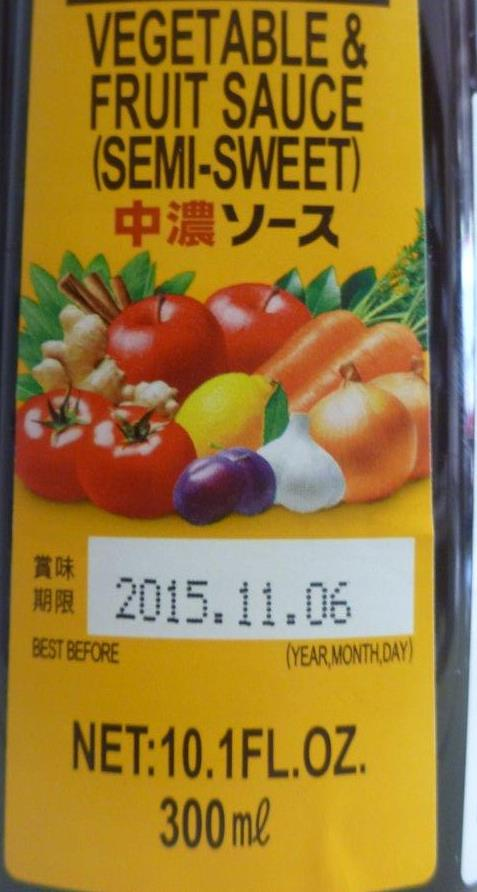 VEGETABLE &
FRUIT SAUCE
(SEMI-SWEET)
中濃ソース
賞味
期限
2015.11.06
BEST BEFORE (YEAR,MONTH,DAY)
NET:10.1FL.OZ.
300ml